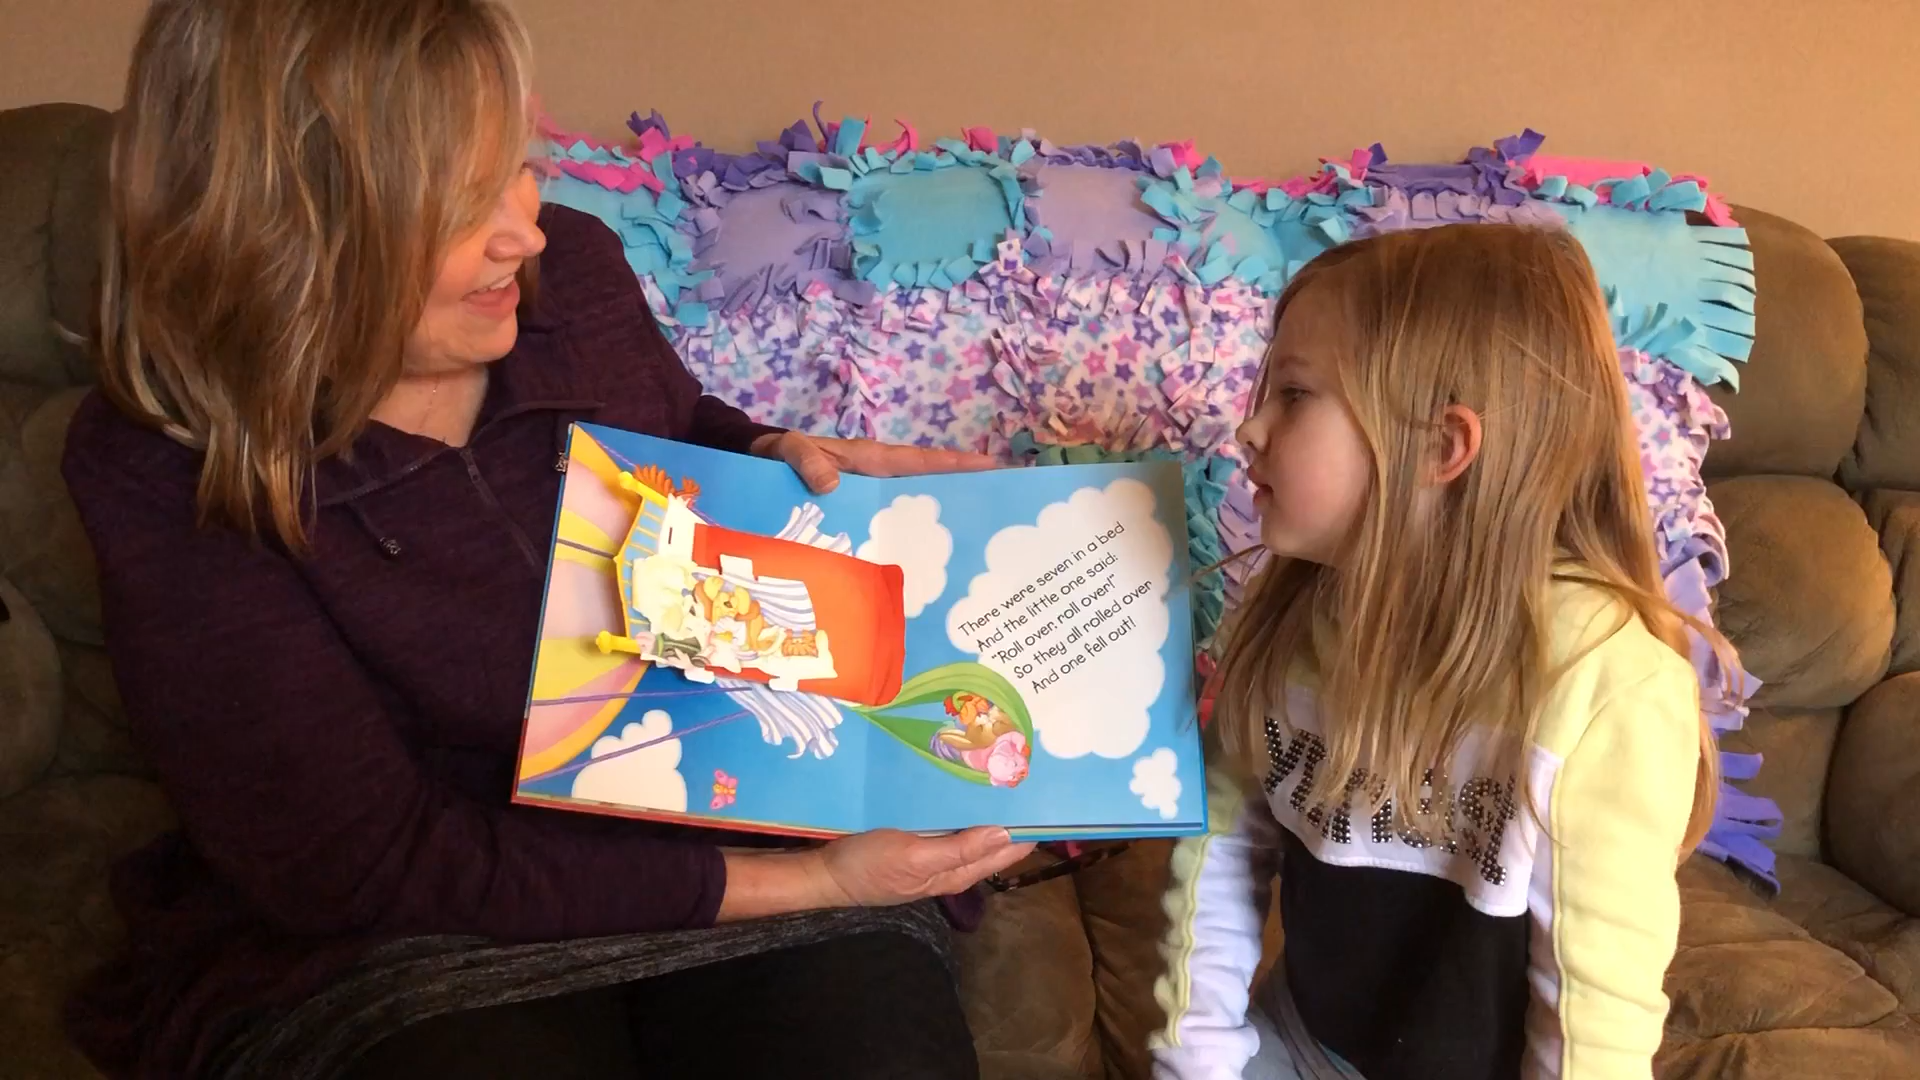 There were seven in a bed
And the little one said:
"Roll over, roll over!"
So they all rolled over
And one fell out!